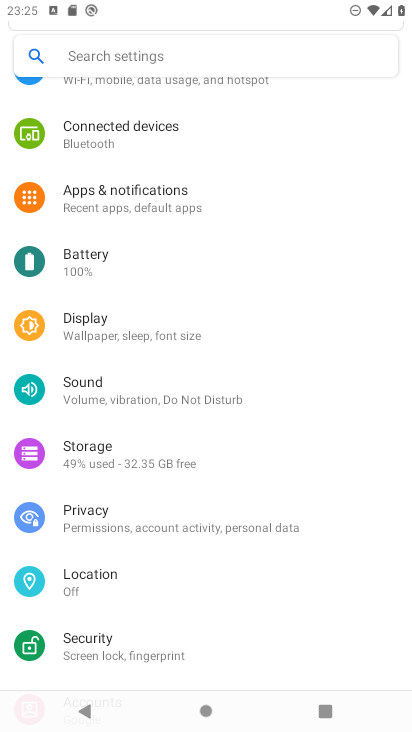 23:25
Search settings
Wi-Fi, mobile, data usage, and hotspot
Connected devices
Bluetooth
Apps & notifications
Recent apps, default apps
Battery
100%
Display
Wallpaper, sleep, font size
Sound
Volume, vibration, Do Not Disturb
Storage
49% used - 32.35 GB free
Privacy
Permissions, account activity, personal data
Location
Off
Security
Screen lock, fingerprint
Accounts
Google